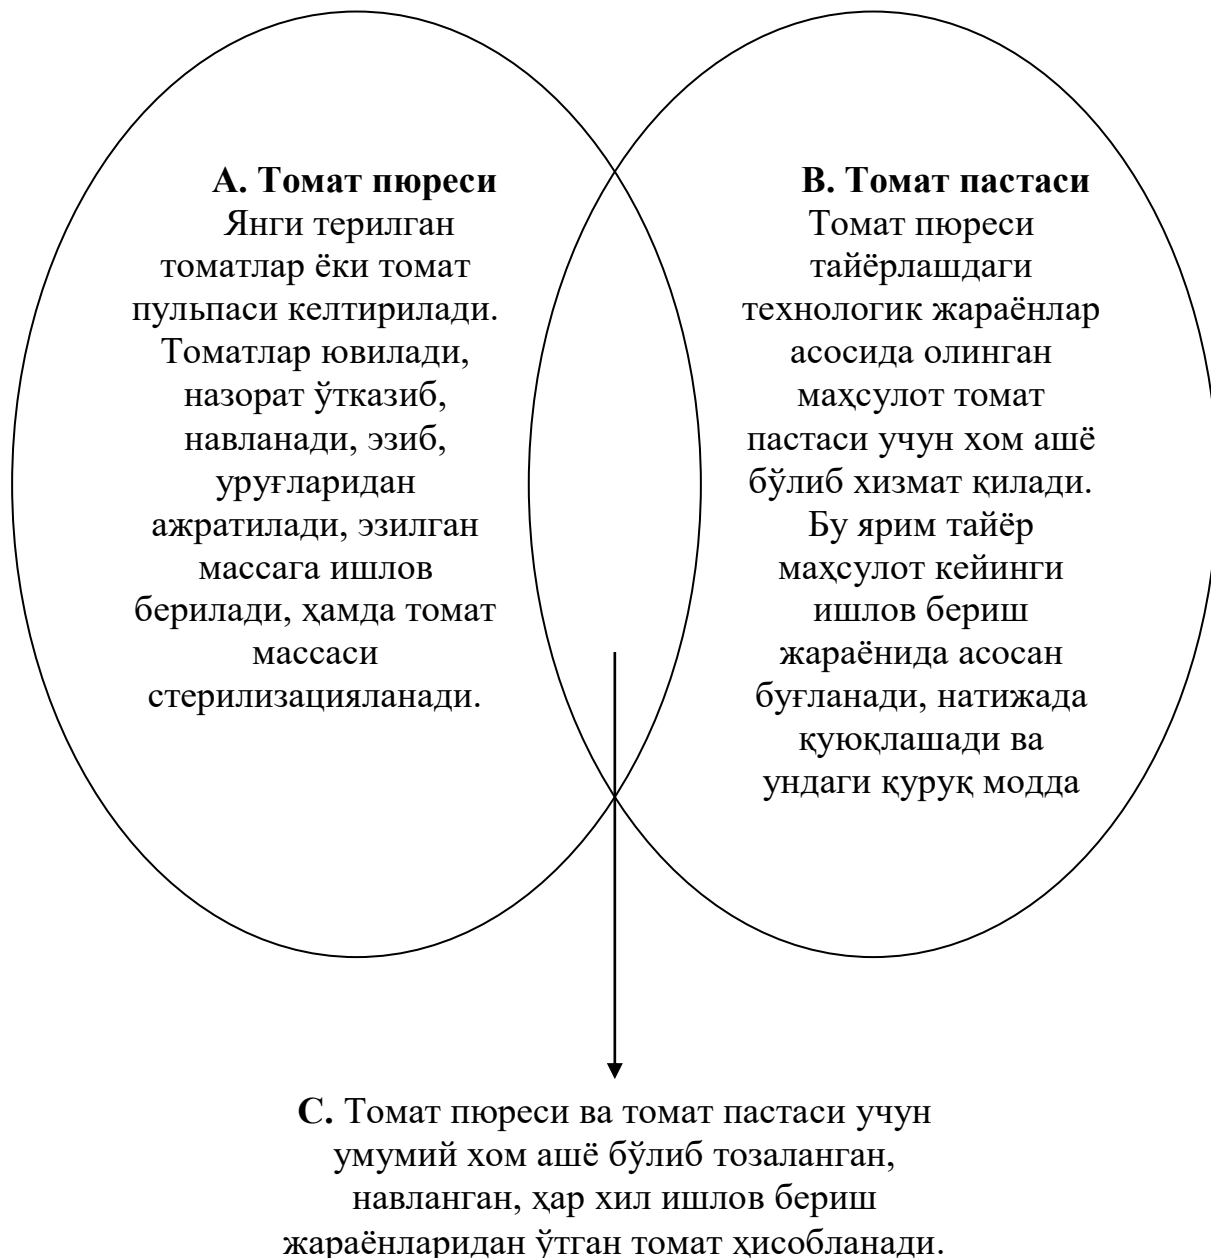 А. Томат пюреси
Янги терилган
томатлар ёки томат
пульпаси келтирилади.
Томатлар ювилади,
назорат ўтказиб,
навланади, эзиб,
уруғларидан
ажратилади, эзилган
массага ишлов
берилади, ҳамда томат
массаси
стерилизацияланади.
В. Томат пастаси
Томат пюреси
тайёрлашдаги
технологик жараёнлар
асосида олинган
маҳсулот томат
пастаси учун хом ашё
бўлиб хизмат қилади.
Бу ярим тайёр
маҳсулот кейинги
ишлов бериш
жараёнида асосан
буғланади, натижада
қуюқлашади ва
ундаги қуруқ модда
С. Томат пюреси ва томат пастаси учун
умумий хом ашё бўлиб тозаланган,
навланган, ҳар хил ишлов бериш
жараёнларидан ўтган томат ҳисобланади.